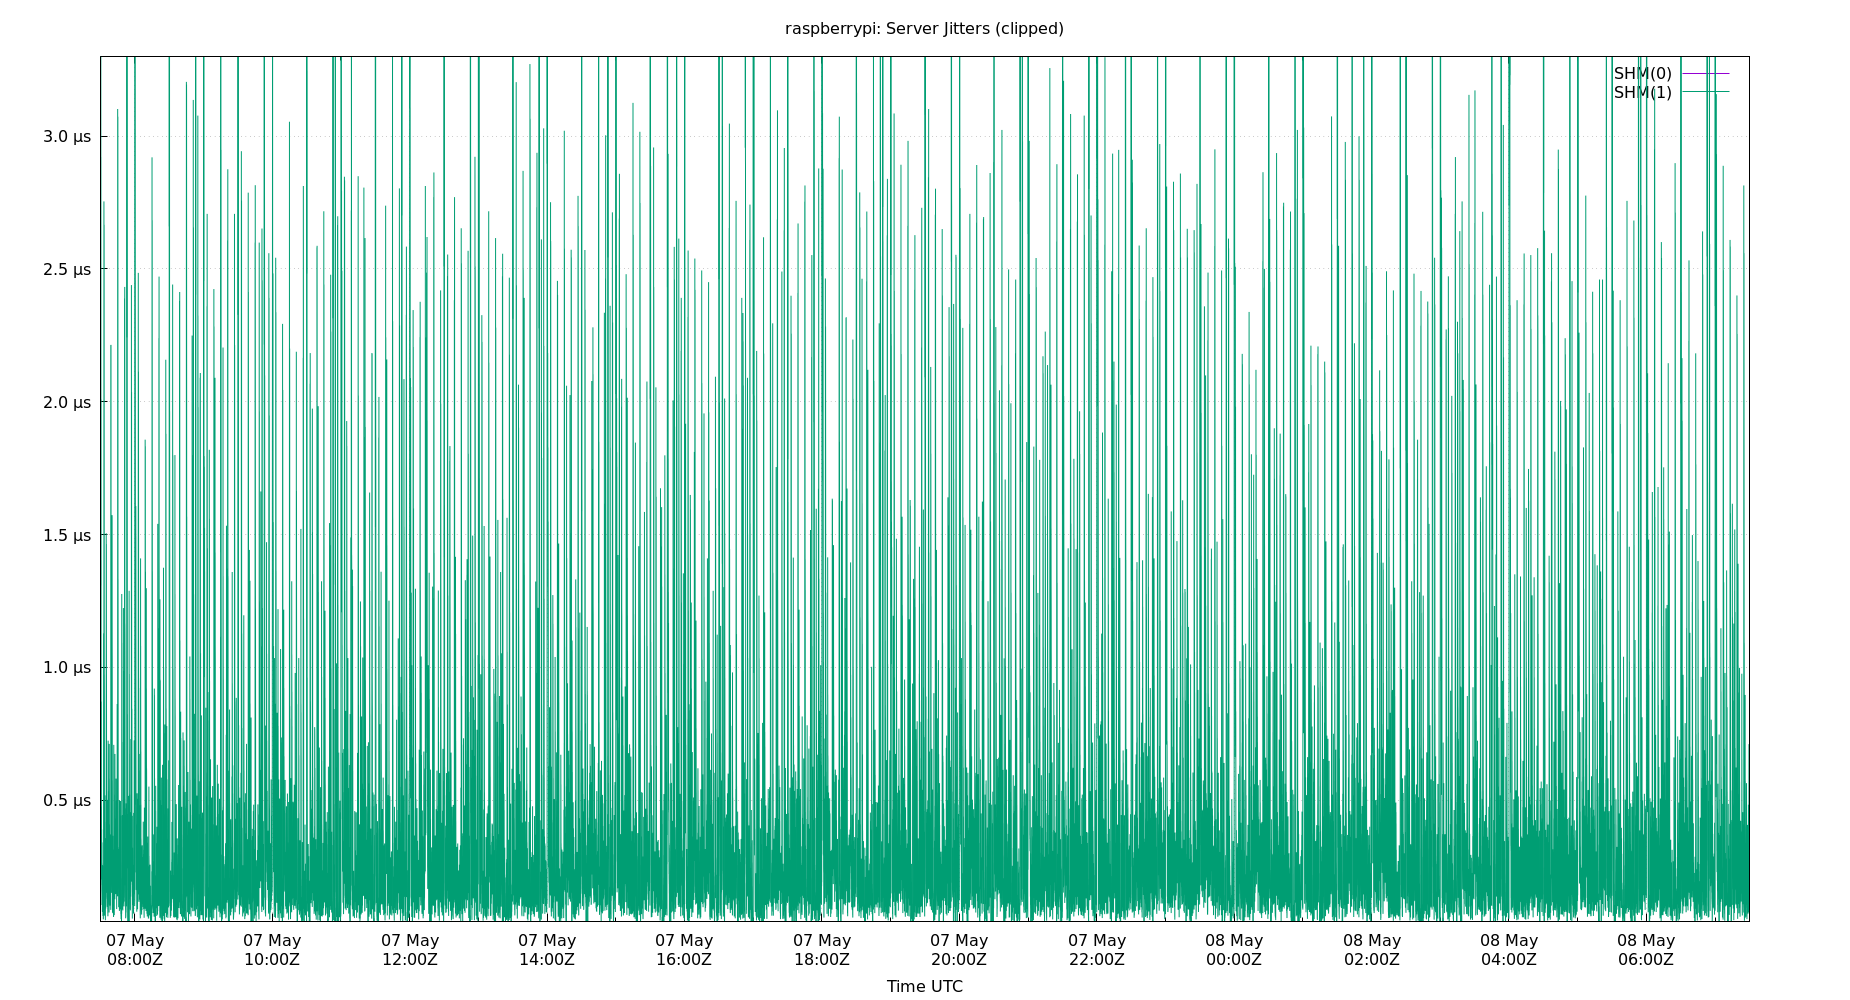 raspberrypi: Server Jitters (clipped)
SHM(0)
SHM(1)
3.0 µs
2.5 µs
2.0 µs
1.5 µs
1.0 µs
0.5 µs
07 May 07 May 07 May 07 May 07 May 07 May 07 May 07 May 08 May 08 May 08 May 08 May
08:00Z 10:00Z 12:00Z 14:00Z 16:00Z 18:00Z 20:00Z 22:00Z 00:00Z 02:00Z 04:00Z 06:00Z
Time UTC